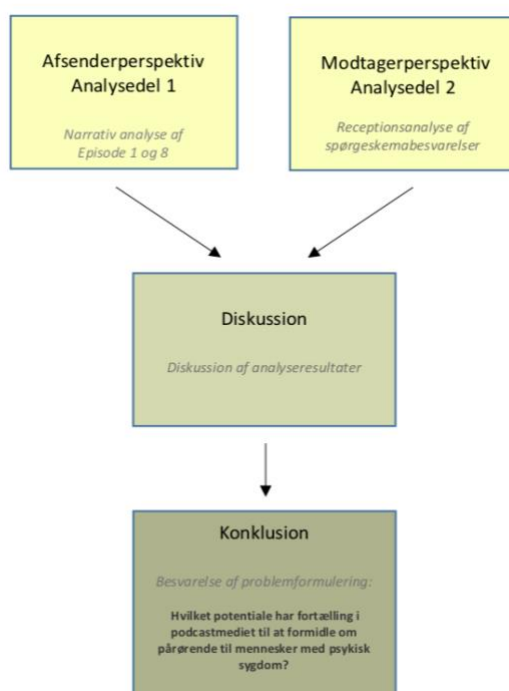 Afsenderperspektiv
Analysedel 1
Narrativ analyse af
Episode 1 og 8
Modtagerperspektiv
Analysedel 2
Receptionsanalyse af
spørgeskemabesvarelser
Diskussion
Diskussion af analyseresultater
Konklusion
Besvarelse af problemformulering:
Hvilket potentiale har fortælling i
podcastmediet til at formidle om
pårørende til mennesker med psykisk
sygdom?